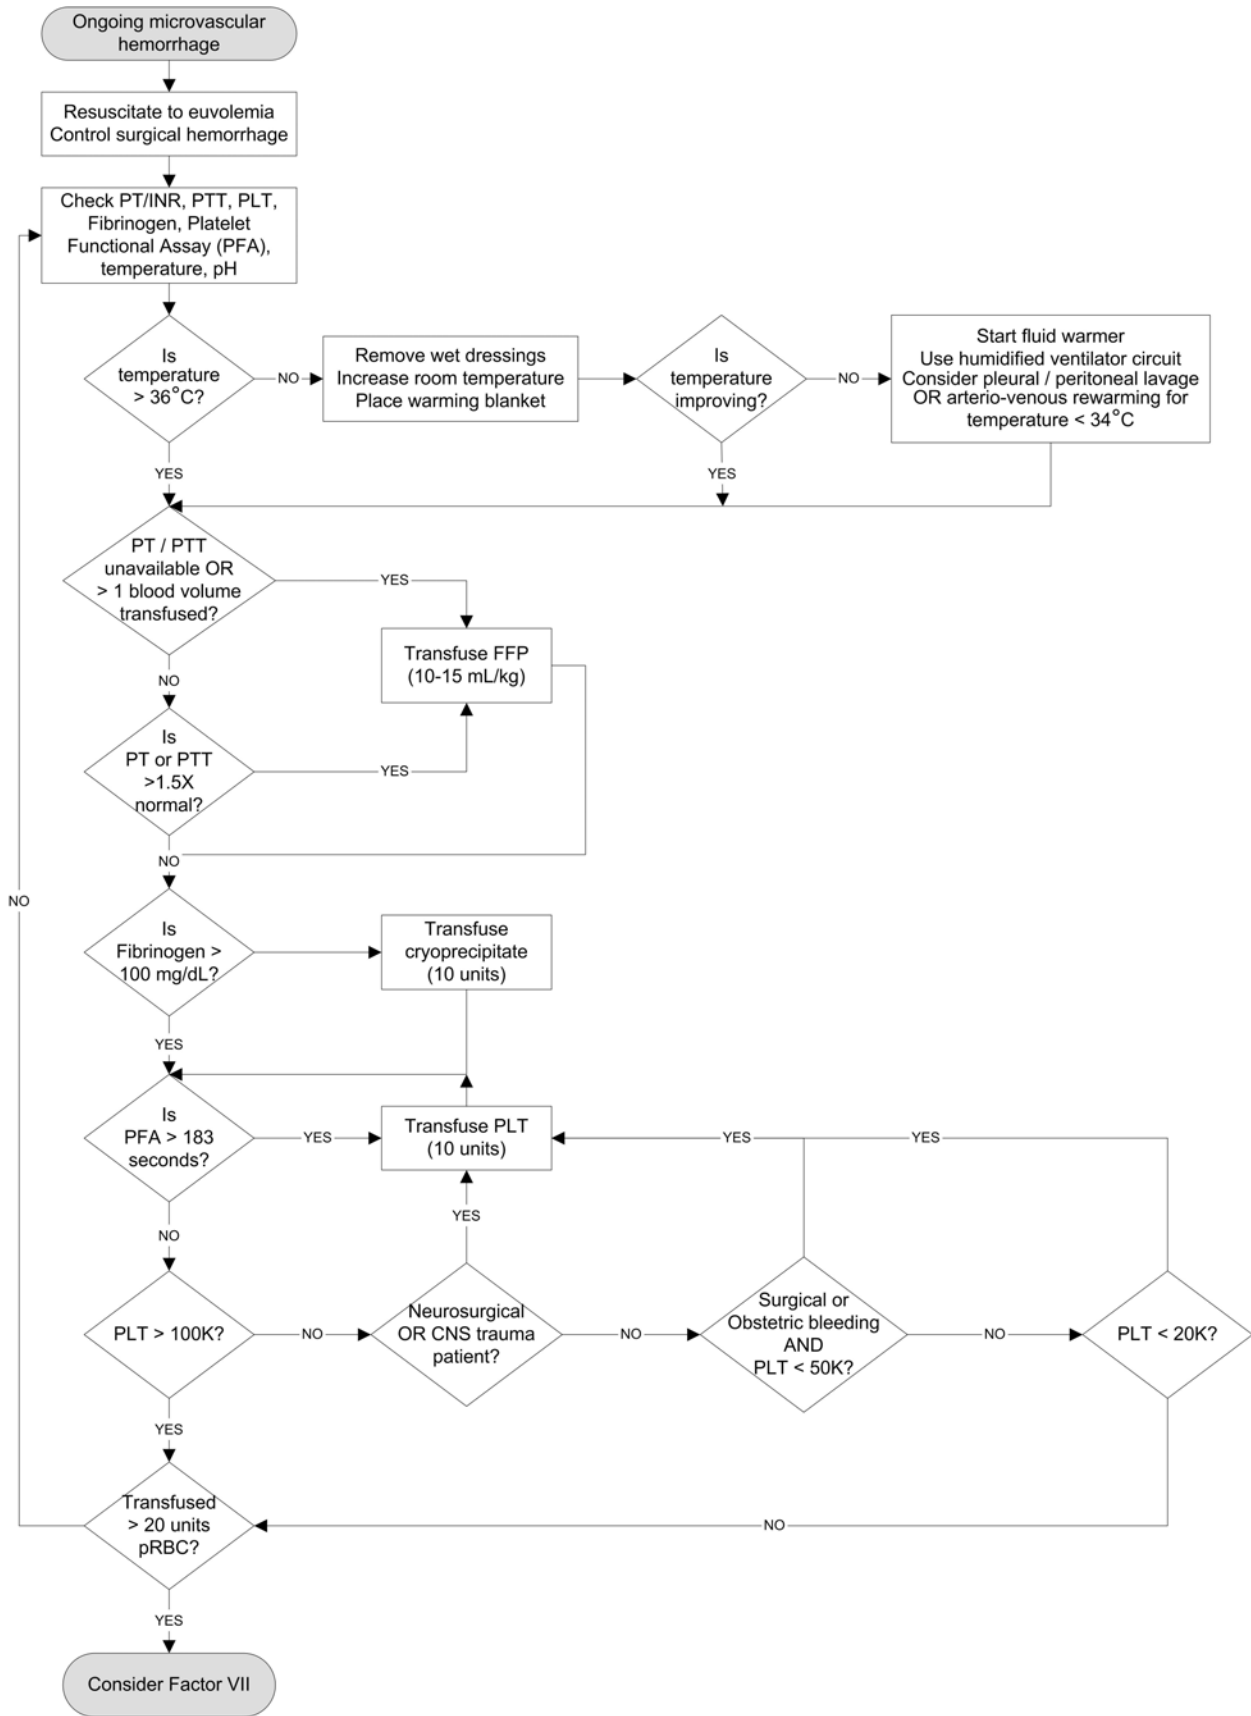 Ongoing microvascular
hemorrhage
Resuscitate to euvolemia
Control surgical hemorrhage
Check PT/INR, PTT, PLT,
Fibrinogen, Platelet
Functional Assay (PFA),
temperature, pH
Is
temperature
> 36°C?
NO
Remove wet dressings
Increase room temperature
Place warming blanket
Is
temperature
improving?
NO
Start fluid warmer
Use humidified ventilator circuit
Consider pleural / peritoneal lavage
OR arterio-venous rewarming for
temperature < 34°C
YES
YES
PT / PTT
unavailable OR
> 1 blood volume
transfused?
YES
Transfuse FFP
(10-15 mL/kg)
NO
Is
PT or PTT
>1.5X
normal?
YES
NO
NO
Is
Fibrinogen >
100 mg/dL?
Transfuse
cryoprecipitate
(10 units)
YES
Is
PFA > 183
seconds?
YES
Transfuse PLT
(10 units)
YES
YES
YES
NO
PLT > 100K?
NO
Neurosurgical
OR CNS trauma
patient?
NO
Surgical or
Obstetric bleeding
AND
PLT < 50K?
NO
PLT < 20K?
YES
Transfused
> 20 units
pRBC?
NO
YES
Consider Factor VII